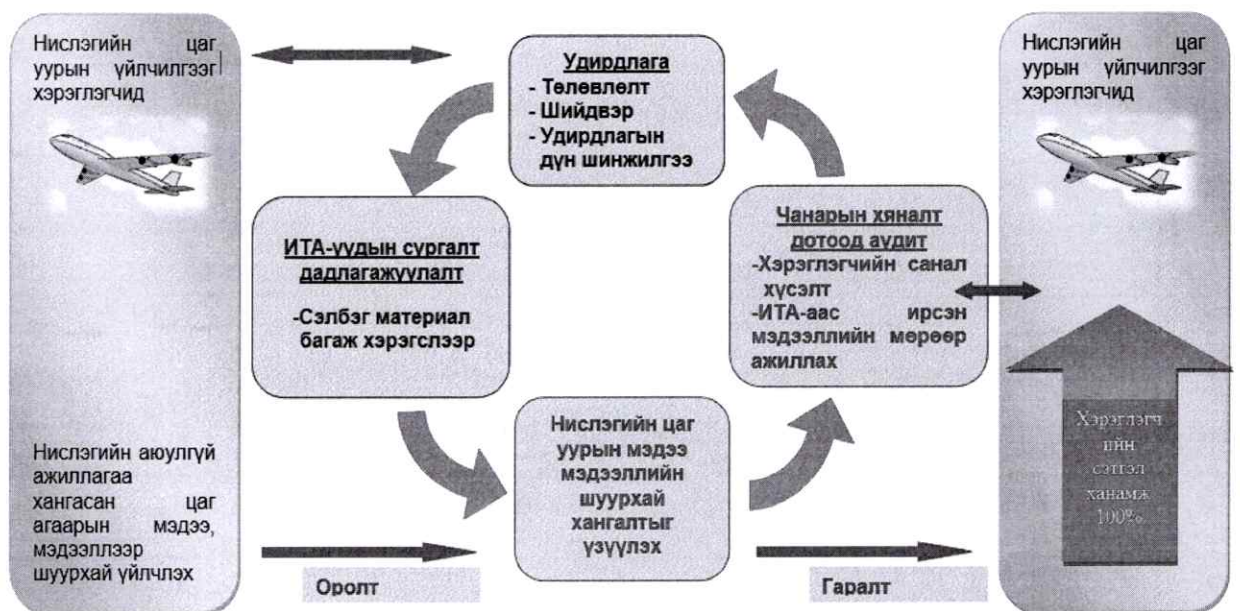 Нислэгийн цаг
уурын үйлчилгээг
хэрэглэгчид
Нислэгийн аюулгүй
ажиллагаа
хангасан цаг
агаарын мэдээ,
мэдээллээр
шуурхай үйлчлэх
Удирдлага
- Төлөвлөлт
- Шийдвэр
- Удирдлагын
дүн шинжилгээ
ИТА-уудын сургалт
дадлагажуулалт
-Сэлбэг материал
багаж хэрэгслээр
Нислэгийн цаг
уурын мэдээ
мэдээллийн
шуурхай
хангалтыг
үзүүлэх
Чанарын хяналт
дотоод аудит
-Хэрэглэгчийн санал
хүсэлт
-ИТА-аас ирсэн
мэдээллийн мөрөөр
ажиллах
Оролт
Гаралт
Нислэгийн цаг
уурын үйлчилгээг
хэрэглэгчид
Хэрэглэгч
ийн
сэтгэл
ханамж
100%